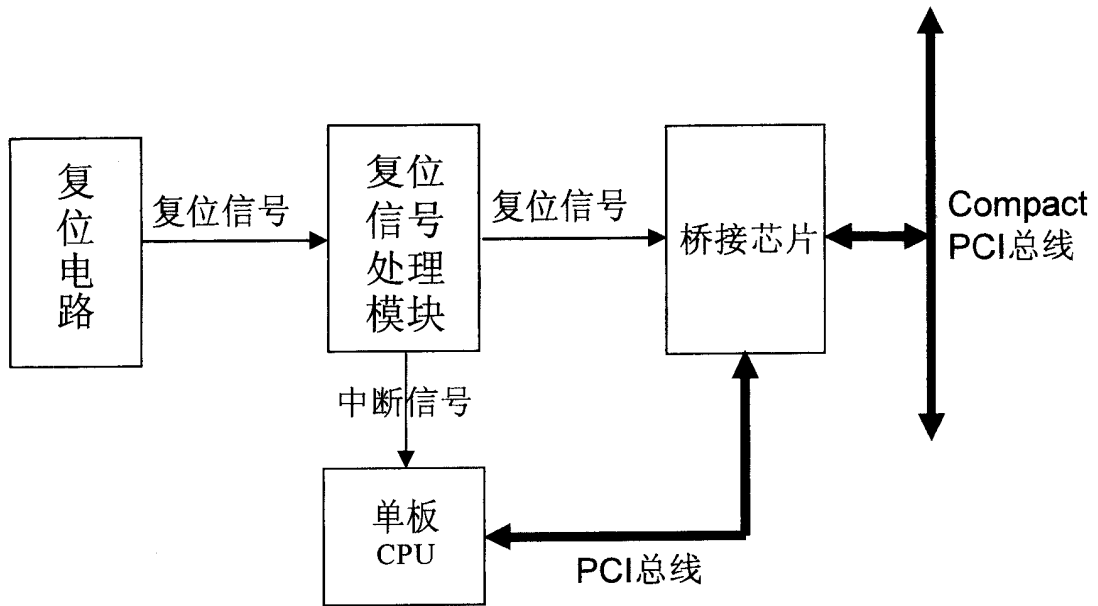 复
位
电
路
复位信号
复位
信号
处理
模块
复位信号
桥接芯片
Compact
PCI总线
中断信号
单板
CPU
PCI总线